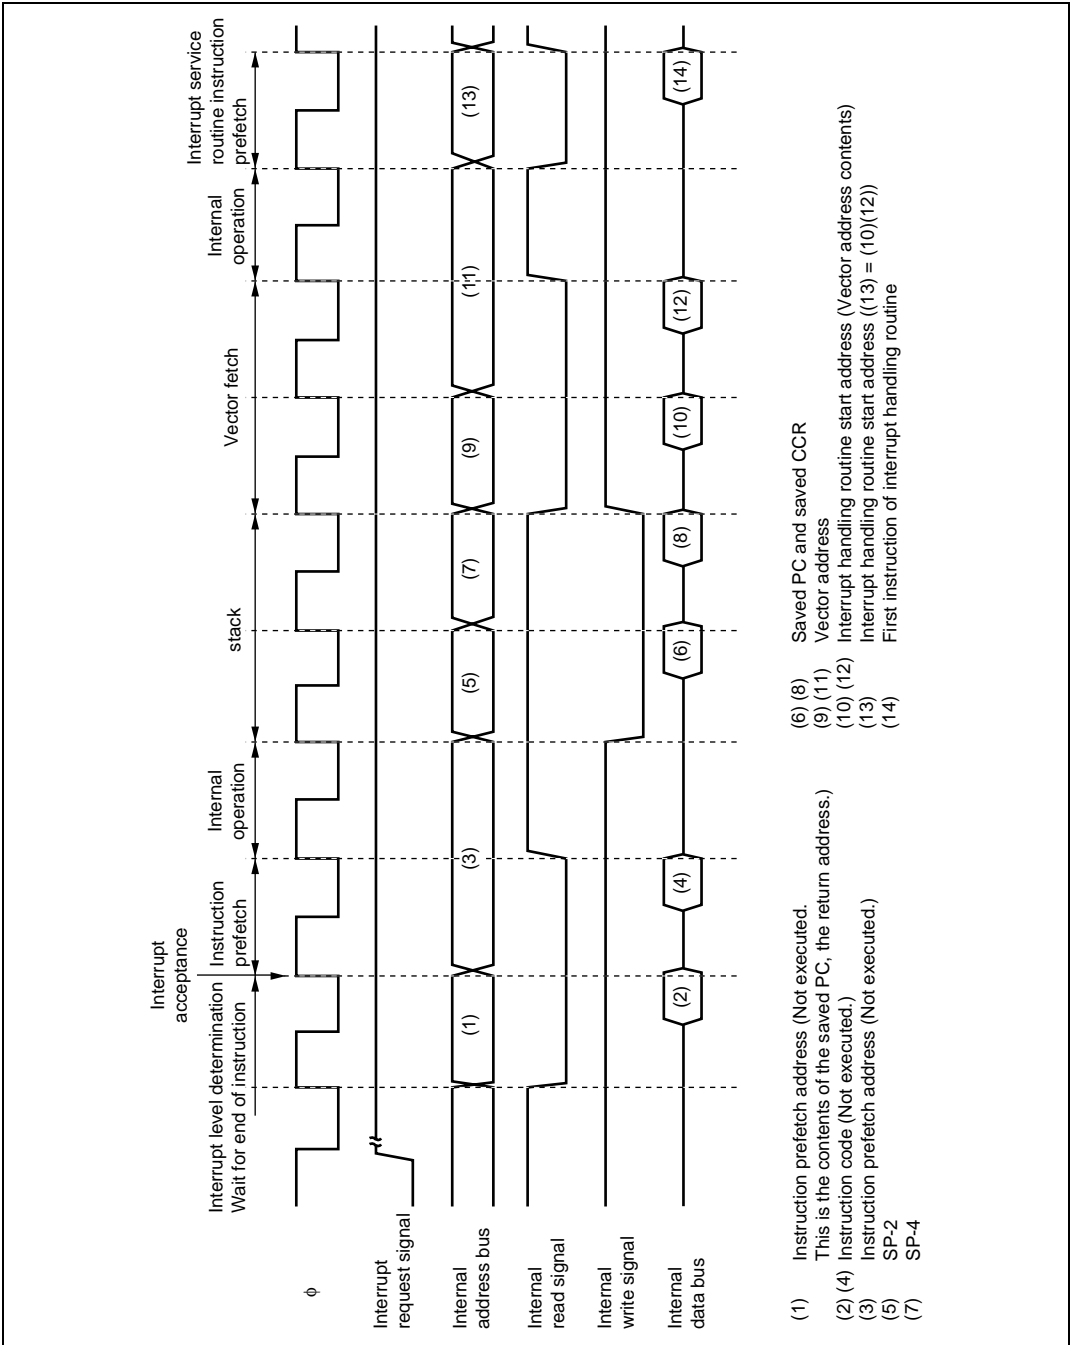 Interrupt
acceptance
Interrupt level determination
Wait for end of instruction
Instruction
prefetch
Internal
operation
stack
Vector fetch
Internal
operation
Interrupt service
routine instruction
prefetch
ϕ
Interrupt
request signal
Internal
address bus
(1)
(3)
(5)
(7)
(9)
(11)
(13)
Internal
read signal
Internal
write signal
Internal
data bus
(2)
(4)
(6)
(8)
(10)
(12)
(14)
(1) Instruction prefetch address (Not executed.
This is the contents of the saved PC, the return address.)
(2) (4) Instruction code (Not executed.)
(3) Instruction prefetch address (Not executed.)
(5) SP-2
(7) SP-4
(6) (8) Saved PC and saved CCR
(9) (11) Vector address
(10) (12) Interrupt handling routine start address (Vector address contents)
(13) Interrupt handling routine start address ((13) = (10)(12))
(14) First instruction of interrupt handling routine